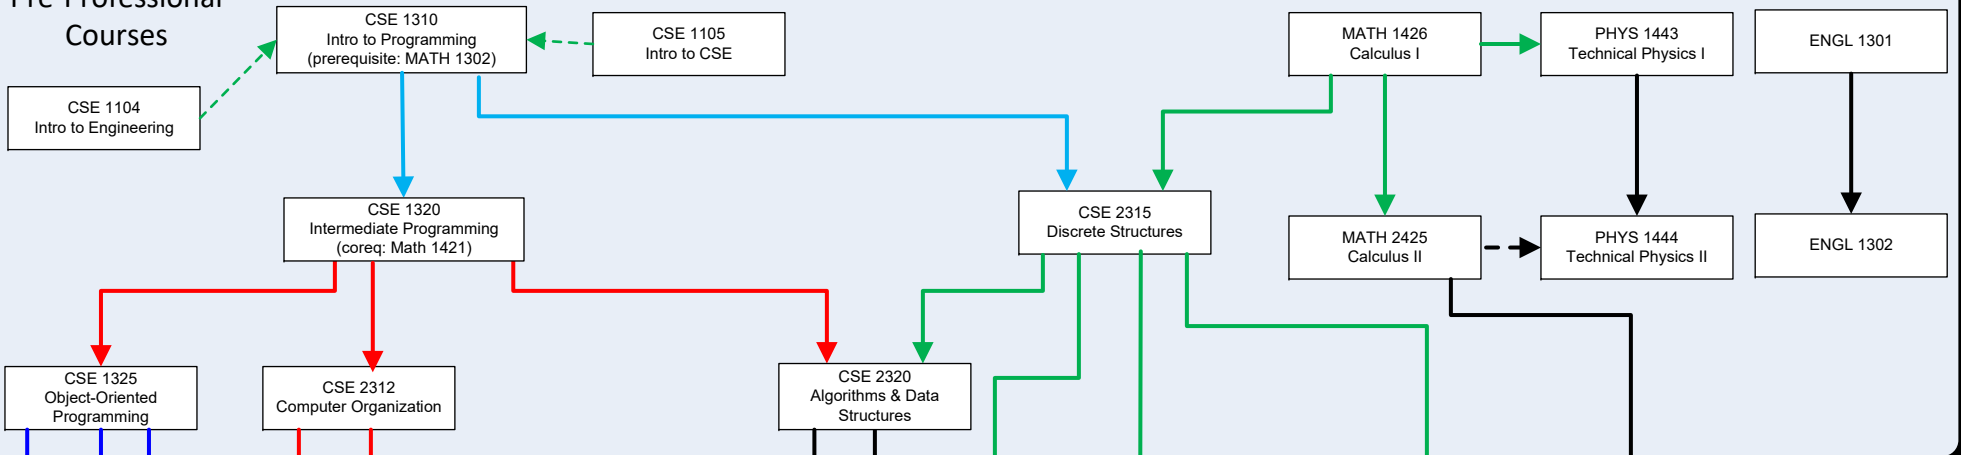 Pre-Professional
Courses
CSE 1310
Intro to Programming
(prerequisite: MATH 1302)
CSE 1105
Intro to CSE
MATH 1426
Calculus I
PHYS 1443
Technical Physics I
ENGL 1301
CSE 1104
Intro to Engineering
CSE 1320
Intermediate Programming
(coreq: Math 1421)
CSE 2315
Discrete Structures
MATH 2425
Calculus II
PHYS 1444
Technical Physics II
ENGL 1302
CSE 1325
Object-Oriented
Programming
CSE 2312
Computer Organization
CSE 2320
Algorithms & Data
Structures